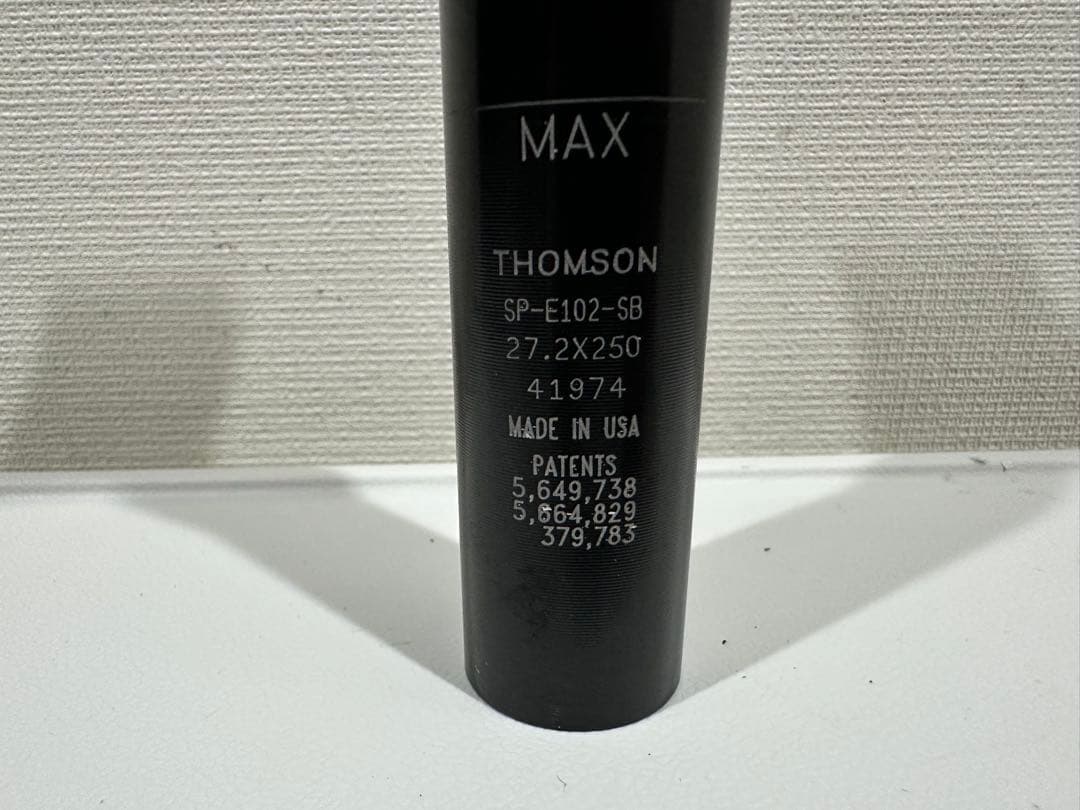 MAX
THOMSON
SP-E102-SB
27.2X250
41974
MADE IN USA
PATENTS
5,649,738
5,664,829
379,783